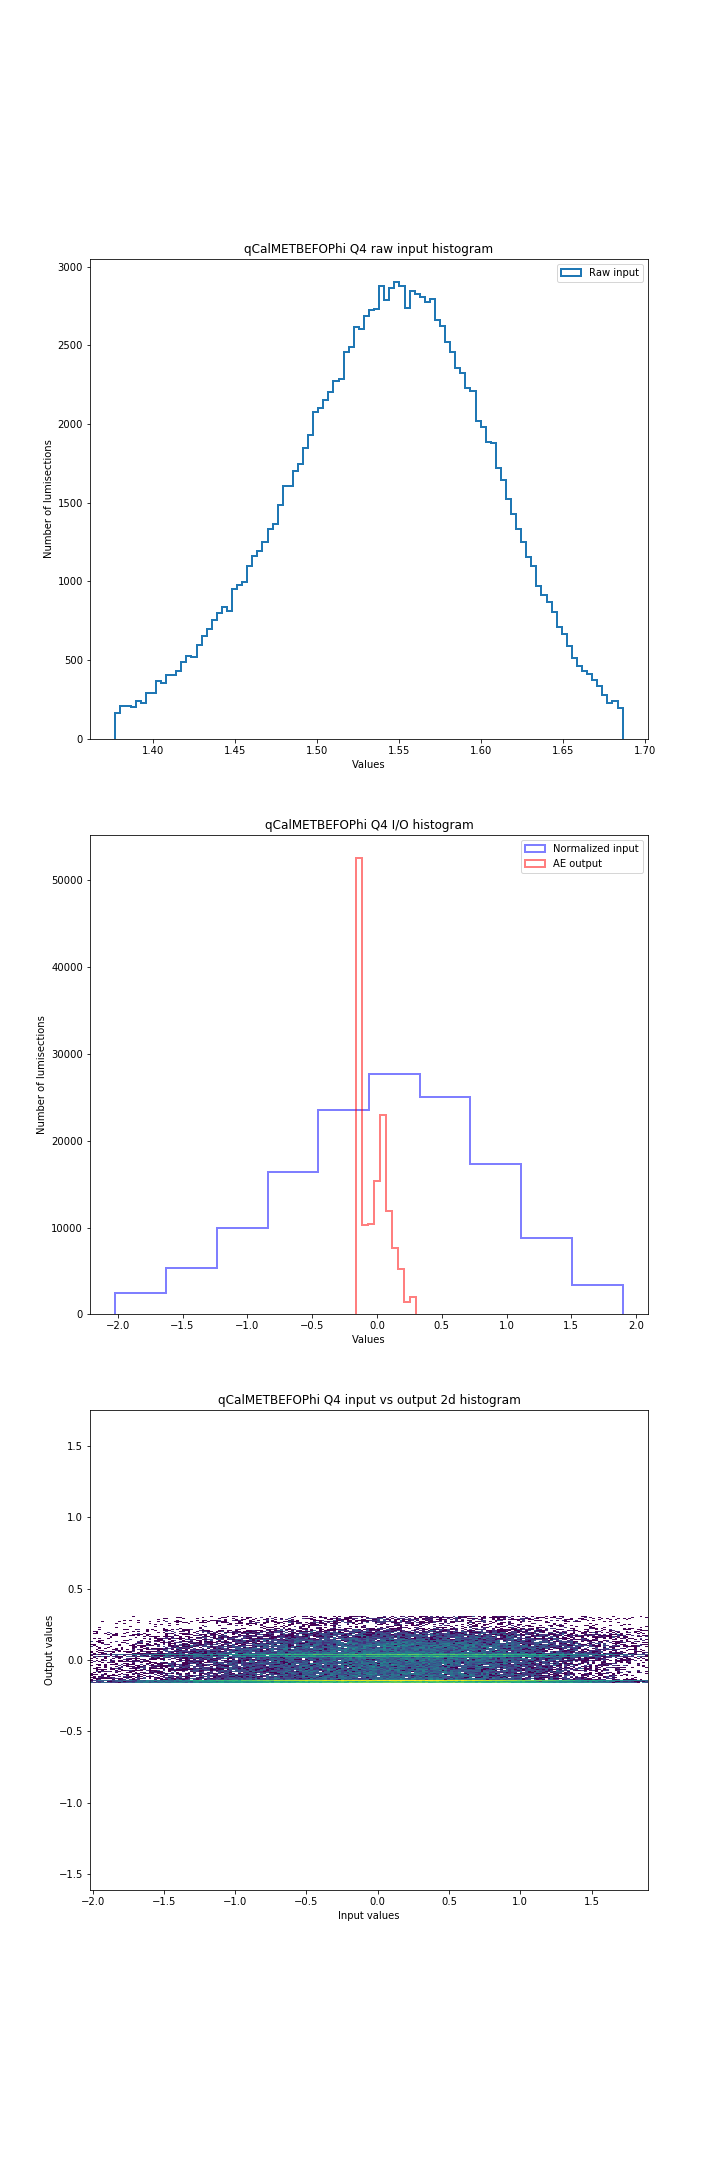 qCalMETBEFOPhi Q4 raw input histogram
3000
2500
2000
1500
1000
500
0
Number of lumisections
Raw input
1.40 1.45 1.50 1.55 1.60 1.65 1.70
Values
qCalMETBEFOPhi Q4 I/O histogram
50000
40000
30000
20000
10000
0
Number of lumisections
Normalized input
AE output
−2.0 −1.5 −1.0 −0.5 0.0 0.5 1.0 1.5 2.0
Values
qCalMETBEFOPhi Q4 input vs output 2d histogram
1.5
1.0
0.5
0.0
−0.5
−1.0
−1.5
Output values
−2.0 −1.5 −1.0 −0.5 0.0 0.5 1.0 1.5
Input values